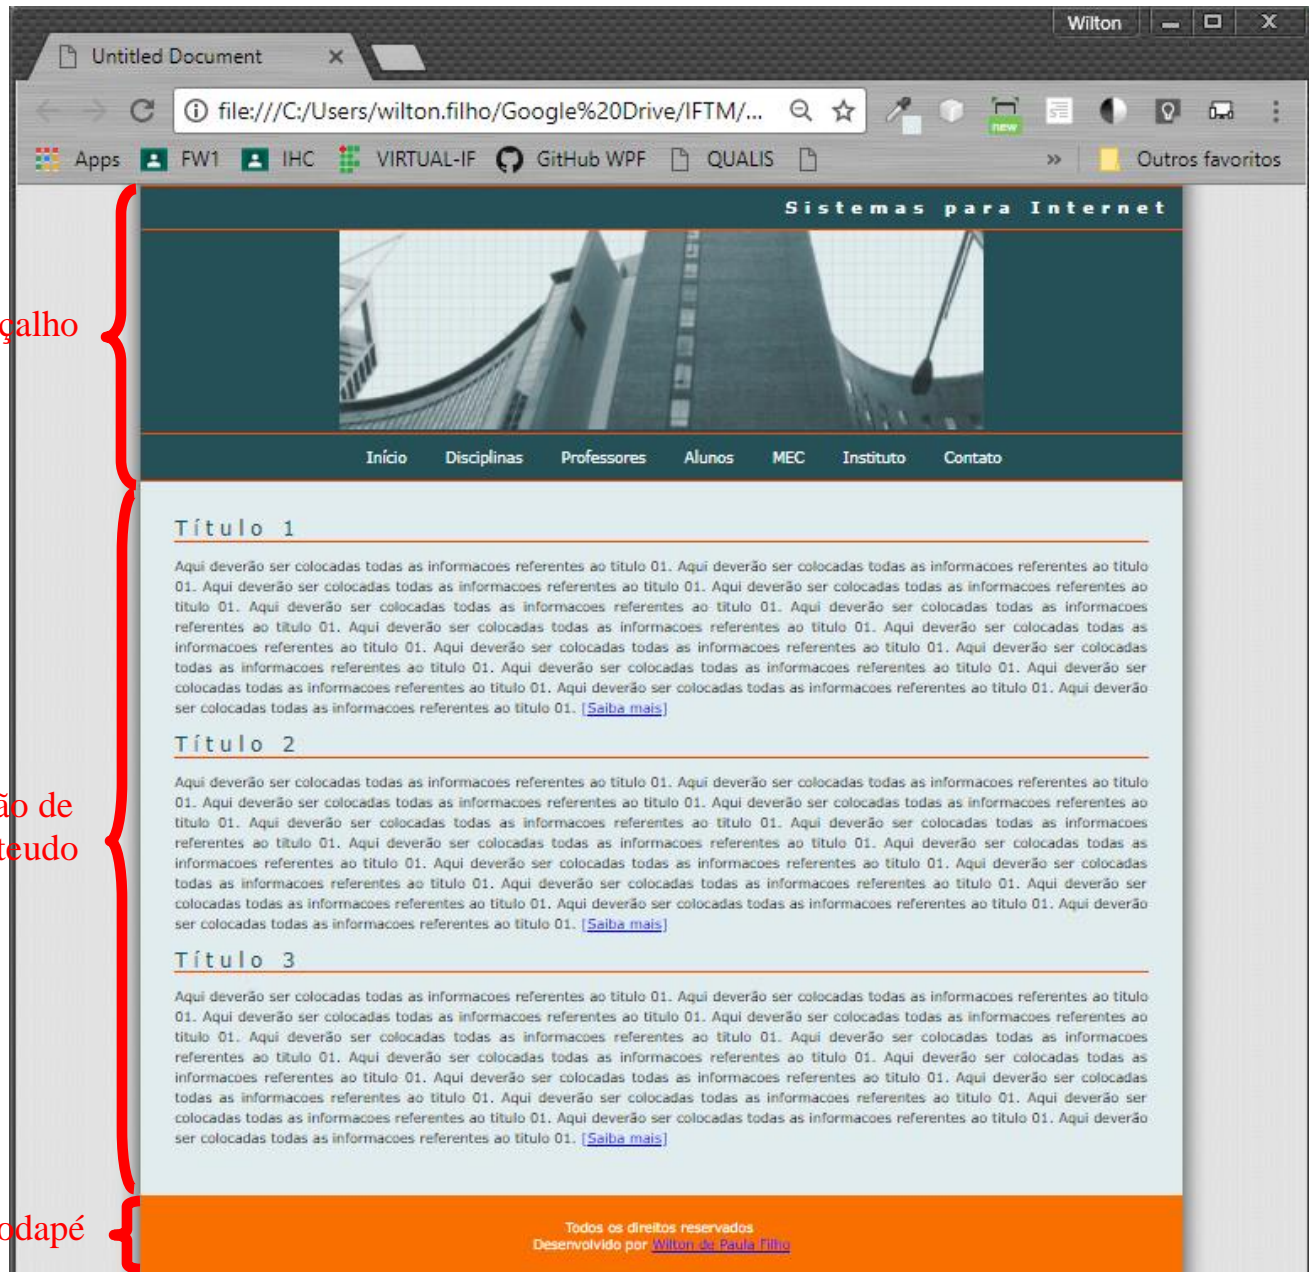 Wilton
Untitled Document
file:///C:/Users/wilton.filho/Google%20Drive/IFTM/...
new
Apps FW1 IHC VIRTUAL-IF GitHub WPF QUALIS » Outros favoritos
Sistemas para Internet
çalho
Início Disciplinas Professores Alunos MEC Instituto Contato
Título 1
Aqui deverão ser colocadas todas as informacoes referentes ao titulo 01. Aqui deverão ser colocadas todas as informacoes referentes ao titulo
01. Aqui deverão ser colocadas todas as informacoes referentes ao titulo 01. Aqui deverão ser colocadas todas as informacoes referentes ao
titulo 01. Aqui deverão ser colocadas todas as informacoes referentes ao titulo 01. Aqui deverão ser colocadas todas as informacoes
referentes ao titulo 01. Aqui deverão ser colocadas todas as informacoes referentes ao titulo 01. Aqui deverão ser colocadas todas as
informacoes referentes ao titulo 01. Aqui deverão ser colocadas todas as informacoes referentes ao titulo 01. Aqui deverão ser colocadas
todas as informacoes referentes ao titulo 01. Aqui deverão ser colocadas todas as informacoes referentes ao titulo 01. Aqui deverão ser
colocadas todas as informacoes referentes ao titulo 01. Aqui deverão ser colocadas todas as informacoes referentes ao titulo 01. Aqui deverão
ser colocadas todas as informacoes referentes ao titulo 01. [Saiba mais]
Título 2
Aqui deverão ser colocadas todas as informacoes referentes ao titulo 01. Aqui deverão ser colocadas todas as informacoes referentes ao titulo
01. Aqui deverão ser colocadas todas as informacoes referentes ao titulo 01. Aqui deverão ser colocadas todas as informacoes referentes ao
titulo 01. Aqui deverão ser colocadas todas as informacoes referentes ao titulo 01. Aqui deverão ser colocadas todas as informacoes
referentes ao titulo 01. Aqui deverão ser colocadas todas as informacoes referentes ao titulo 01. Aqui deverão ser colocadas todas as
informacoes referentes ao titulo 01. Aqui deverão ser colocadas todas as informacoes referentes ao titulo 01. Aqui deverão ser colocadas
todas as informacoes referentes ao titulo 01. Aqui deverão ser colocadas todas as informacoes referentes ao titulo 01. Aqui deverão ser
colocadas todas as informacoes referentes ao titulo 01. Aqui deverão ser colocadas todas as informacoes referentes ao titulo 01. Aqui deverão
ser colocadas todas as informacoes referentes ao titulo 01. [Saiba mais]
ão de
teudo
Título 3
Aqui deverão ser colocadas todas as informacoes referentes ao titulo 01. Aqui deverão ser colocadas todas as informacoes referentes ao titulo
01. Aqui deverão ser colocadas todas as informacoes referentes ao titulo 01. Aqui deverão ser colocadas todas as informacoes referentes ao
titulo 01. Aqui deverão ser colocadas todas as informacoes referentes ao titulo 01. Aqui deverão ser colocadas todas as informacoes
referentes ao titulo 01. Aqui deverão ser colocadas todas as informacoes referentes ao titulo 01. Aqui deverão ser colocadas todas as
informacoes referentes ao titulo 01. Aqui deverão ser colocadas todas as informacoes referentes ao titulo 01. Aqui deverão ser colocadas
todas as informacoes referentes ao titulo 01. Aqui deverão ser colocadas todas as informacoes referentes ao titulo 01. Aqui deverão ser
colocadas todas as informacoes referentes ao titulo 01. Aqui deverão ser colocadas todas as informacoes referentes ao titulo 01. Aqui deverão
ser colocadas todas as informacoes referentes ao titulo 01. [Saiba mais]
odapé
Todos os direitos reservados
Desenvolvido por Wilton de Paula Filho